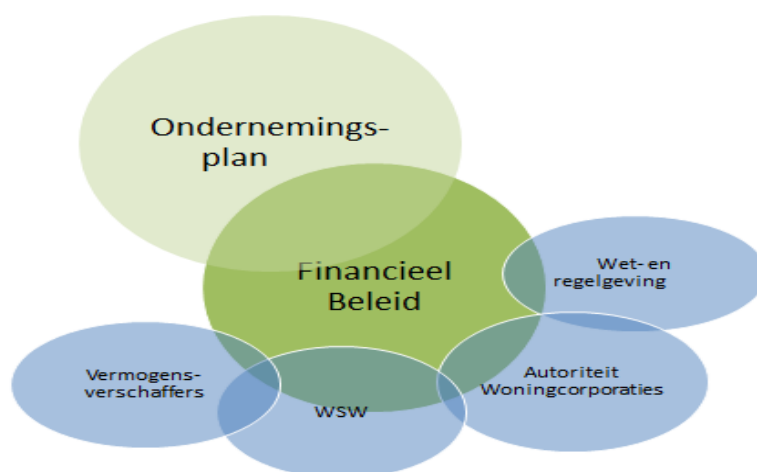 Ondernemings-
plan
Financieel
Beleid
Wet- en
regelgeving
Autoriteit
Woningcorporaties
Vermogens-
verschaffers
WSW